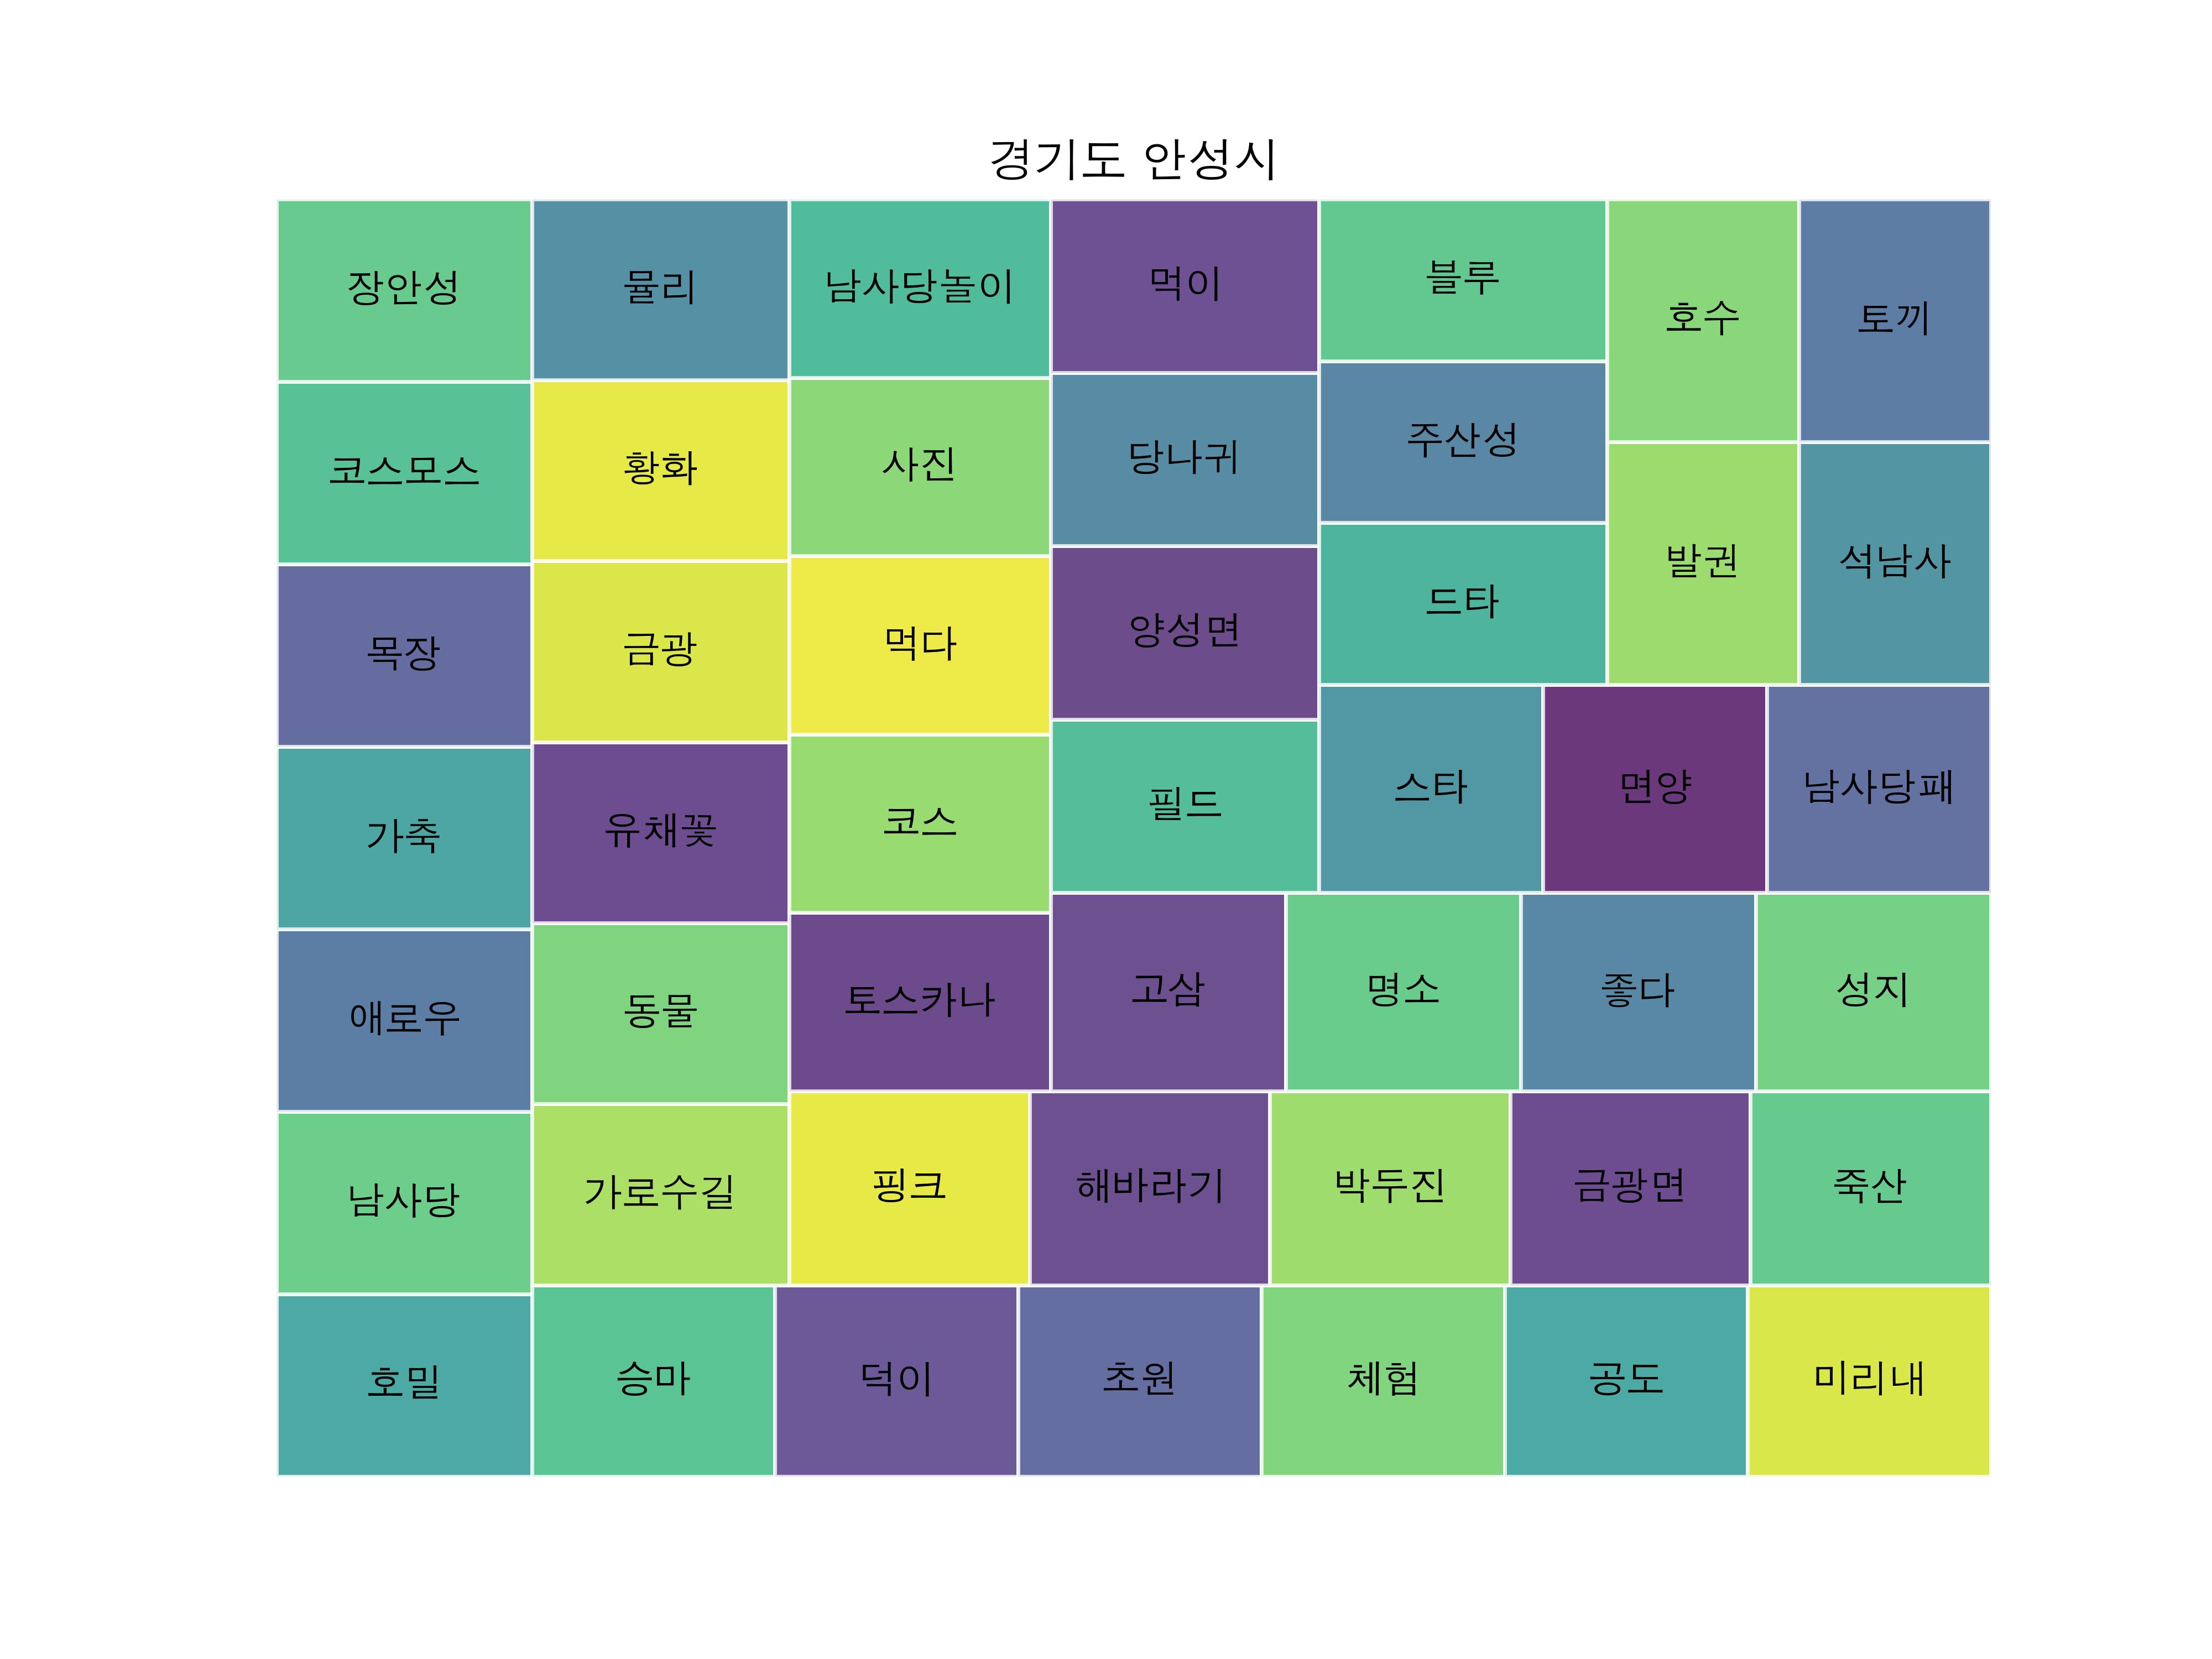 경기도 안성시
장안성
뮬리
남사당놀이
먹이
블루
호수
토끼
주산성
당나귀
코스모스
황화
사진
발권
석남사
드타
양성면
목장
금광
먹다
스타
면양
남사당패
필드
가축
유채꽃
코스
고삼
명소
종다
성지
애로우
동물
토스카나
남사당
가로수길
핑크
해바라기
박두진
금광면
죽산
호밀
승마
덕이
초원
체험
공도
미리내